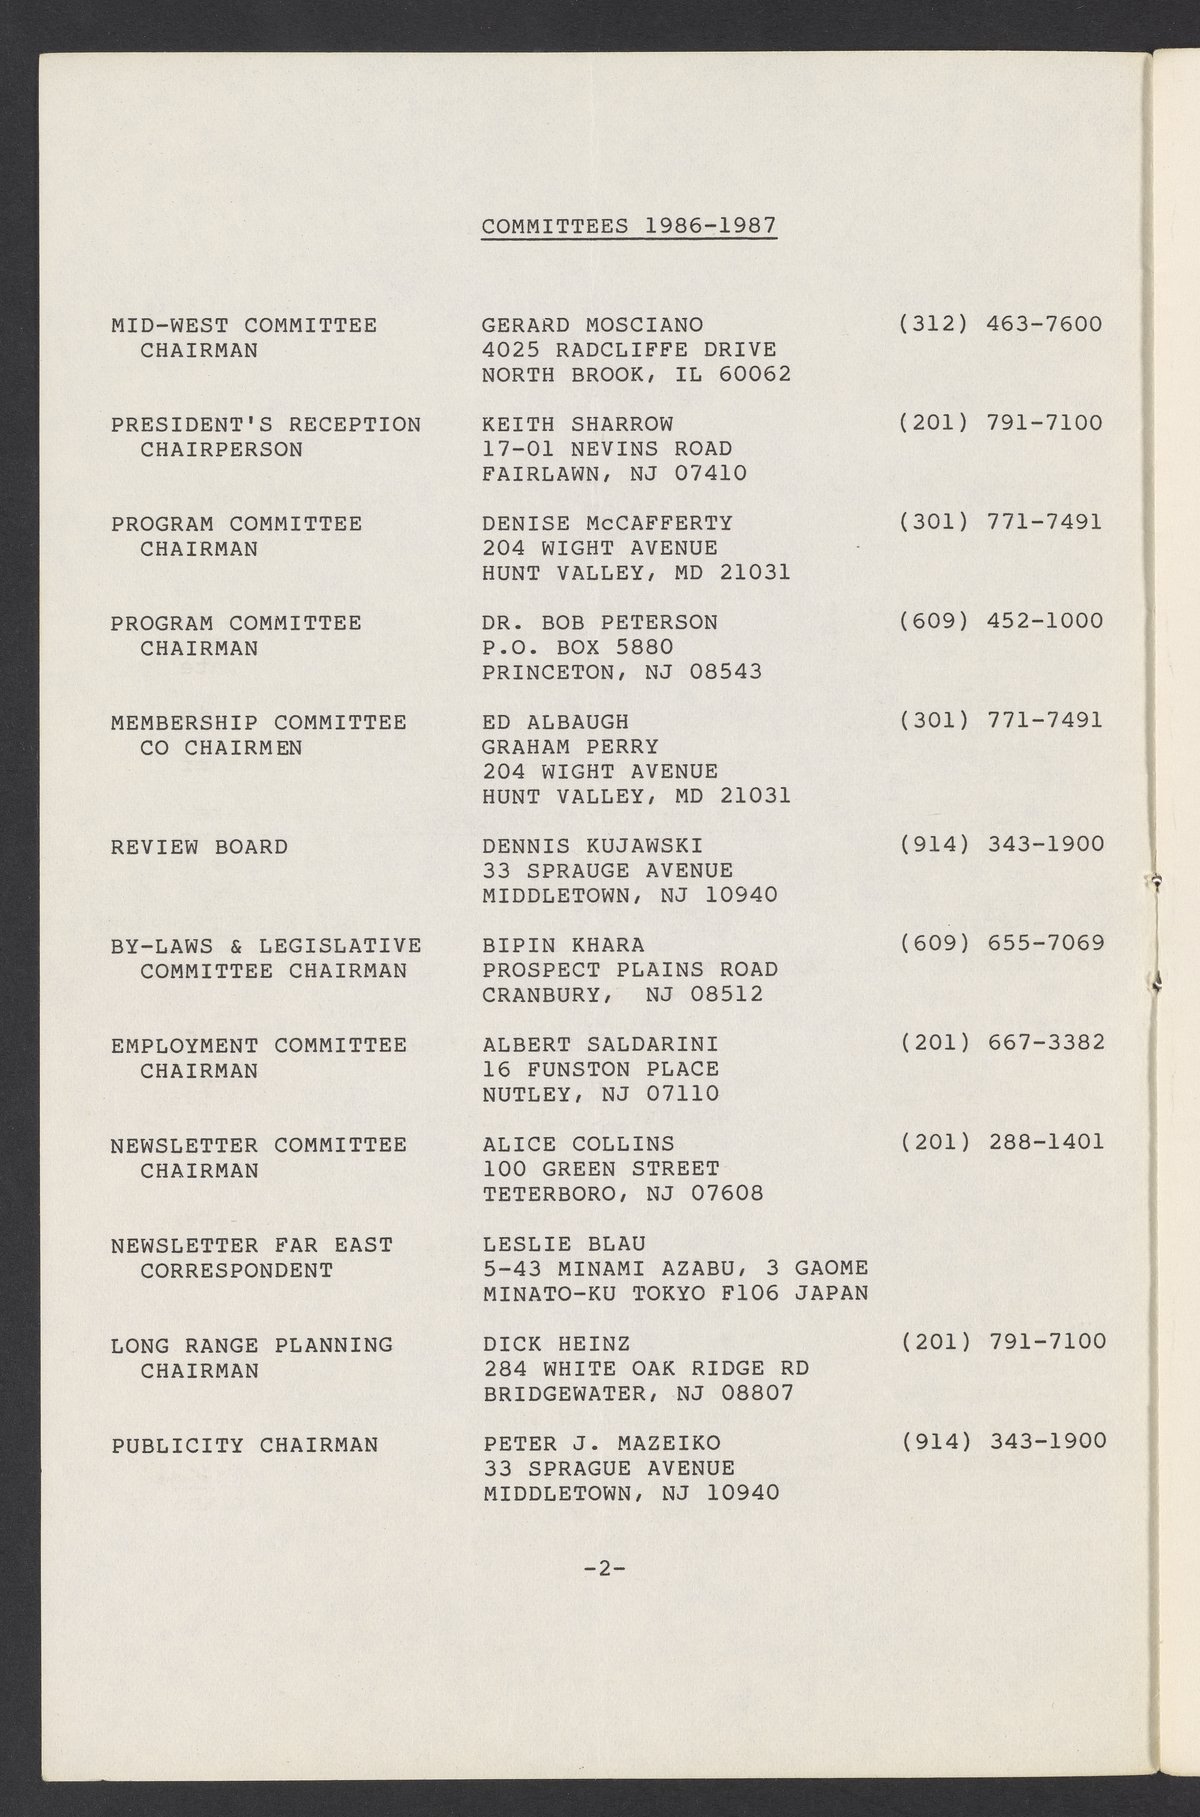 COMMITTEES 1986-1987
MID-WEST COMMITTEE GERARD MOSCIANO (312) 463-7600
CHAIRMAN 4025 RADCLIFFE DRIVE
NORTH BROOK, IL 60062
PRESIDENT'S RECEPTION KEITH SHARROW (201) 791-7100
CHAIRPERSON 17-01 NEVINS ROAD
FAIRLAWN, NJ 07410
PROGRAM COMMITTEE DENISE McCAFFERTY (301) 771-7491
CHAIRMAN 204 WIGHT AVENUE
HUNT VALLEY, MD 21031
PROGRAM COMMITTEE DR. BOB PETERSON (609) 452-1000
CHAIRMAN P.O. BOX 5880
PRINCETON, NJ 08543
MEMBERSHIP COMMITTEE ED ALBAUGH (301) 771-7491
CO CHAIRMEN GRAHAM PERRY
204 WIGHT AVENUE
HUNT VALLEY, MD 21031
REVIEW BOARD DENNIS KUJAWSKI (914) 343-1900
33 SPRAUGE AVENUE
MIDDLETOWN, NJ 10940
BY-LAWS & LEGISLATIVE BIPIN KHARA (609) 655-7069
COMMITTEE CHAIRMAN PROSPECT PLAINS ROAD
CRANBURY, NJ 08512
EMPLOYMENT COMMITTEE ALBERT SALDARINI (201) 667-3382
CHAIRMAN 16 FUNSTON PLACE
NUTLEY, NJ 07110
NEWSLETTER COMMITTEE ALICE COLLINS (201) 288-1401
CHAIRMAN 100 GREEN STREET
TETERBORO, NJ 07608
NEWSLETTER FAR EAST LESLIE BLAU
CORRESPONDENT 5-43 MINAMI AZABU, 3 GAOME
MINATO-KU TOKYO F106 JAPAN
LONG RANGE PLANNING DICK HEINZ (201) 791-7100
CHAIRMAN 284 WHITE OAK RIDGE RD
BRIDGEWATER, NJ 08807
PUBLICITY CHAIRMAN PETER J. MAZEIKO (914) 343-1900
33 SPRAGUE AVENUE
MIDDLETOWN, NJ 10940
-2-